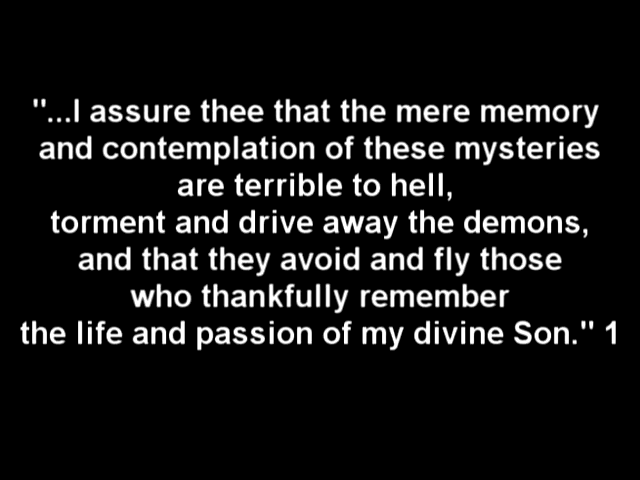 "...I assure thee that the mere memory
and contemplation of these mysteries
are terrible to hell,
torment and drive away the demons,
and that they avoid and fly those
who thankfully remember
the life and passion of my divine Son." 1